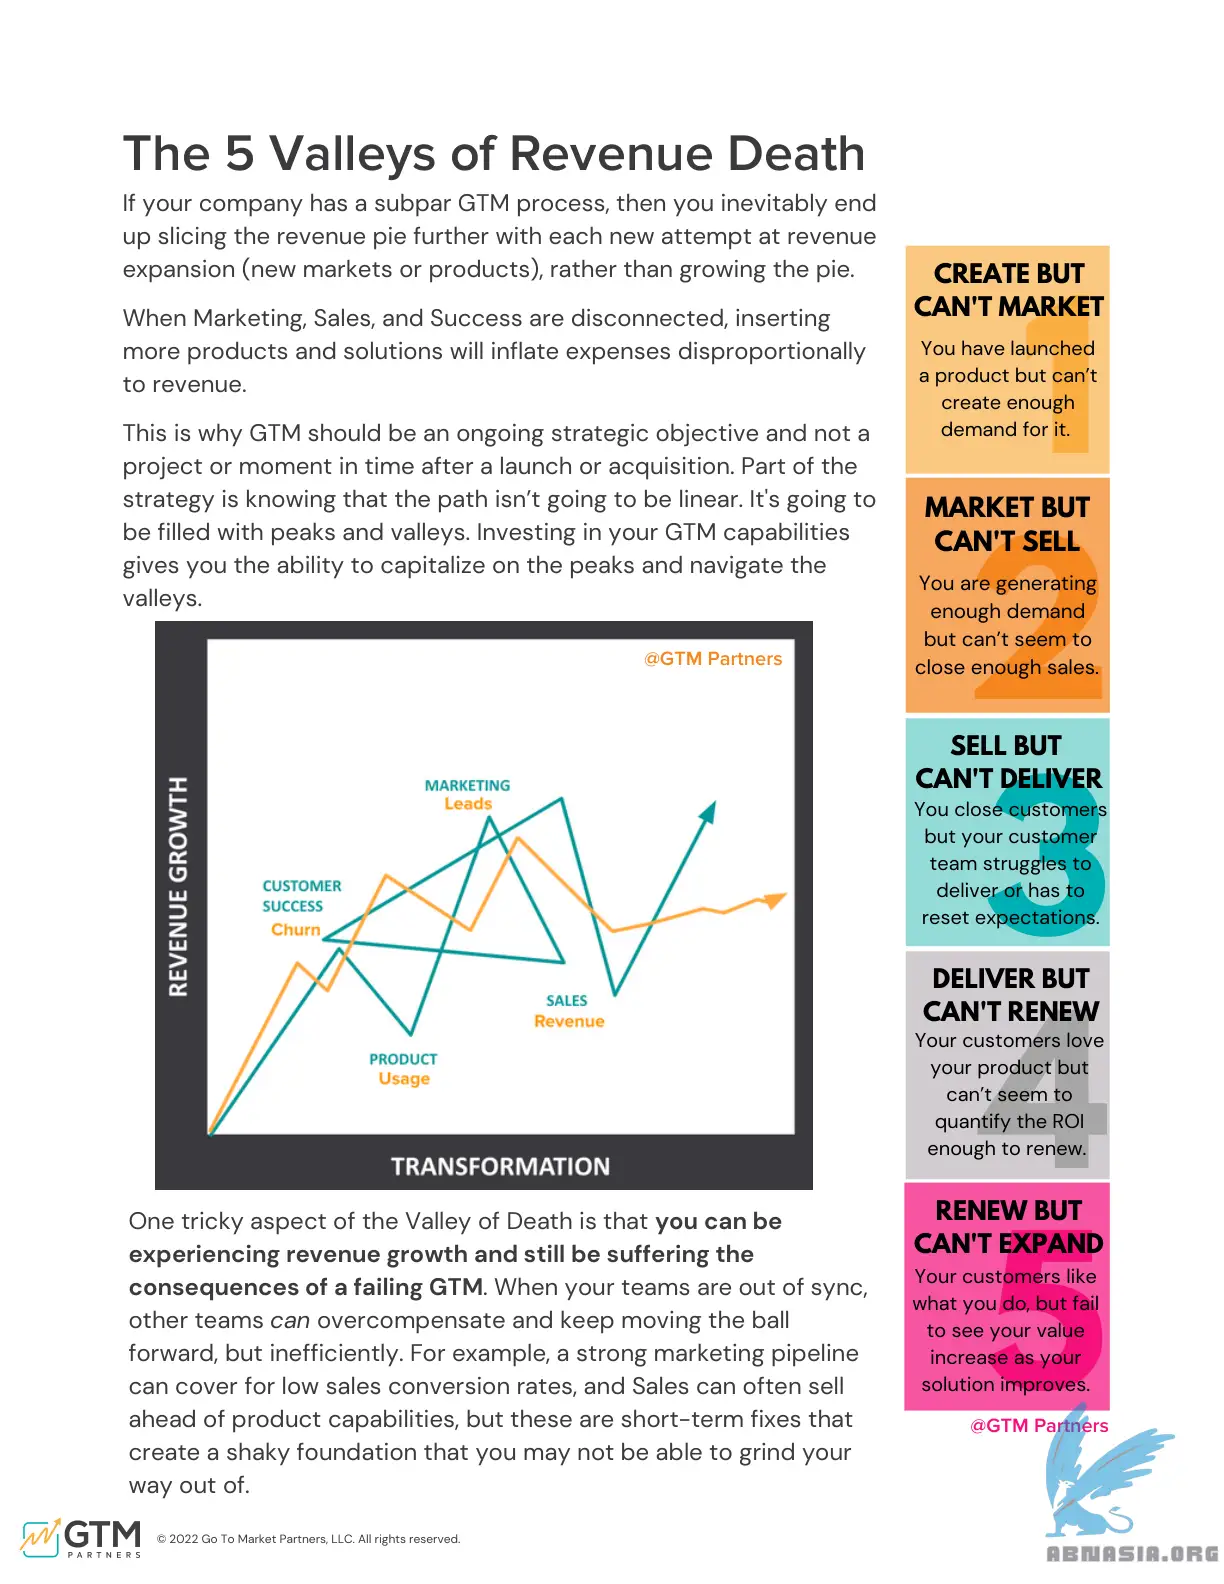 The 5 Valleys of Revenue Death
If your company has a subpar GTM process, then you inevitably end
up slicing the revenue pie further with each new attempt at revenue
expansion (new markets or products), rather than growing the pie.
When Marketing, Sales, and Success are disconnected, inserting
more products and solutions will inflate expenses disproportionally
to revenue.
This is why GTM should be an ongoing strategic objective and not a
project or moment in time after a launch or acquisition. Part of the
strategy is knowing that the path isn’t going to be linear. It's going to
be filled with peaks and valleys. Investing in your GTM capabilities
gives you the ability to capitalize on the peaks and navigate the
valleys.
@GTM Partners
REVENUE GROWTH
MARKETING
Leads
CUSTOMER
SUCCESS
Churn
SALES
Revenue
PRODUCT
Usage
TRANSFORMATION
One tricky aspect of the Valley of Death is that you can be
experiencing revenue growth and still be suffering the
consequences of a failing GTM. When your teams are out of sync,
other teams can overcompensate and keep moving the ball
forward, but inefficiently. For example, a strong marketing pipeline
can cover for low sales conversion rates, and Sales can often sell
ahead of product capabilities, but these are short-term fixes that
create a shaky foundation that you may not be able to grind your
way out of.
CREATE BUT
CAN'T MARKET
1
You have launched
a product but can’t
create enough
demand for it.
MARKET BUT
CAN'T SELL
2
You are generating
enough demand
but can’t seem to
close enough sales.
SELL BUT
CAN'T DELIVER
3
You close customers
but your customer
team struggles to
deliver or has to
reset expectations.
DELIVER BUT
CAN'T RENEW
4
Your customers love
your product but
can’t seem to
quantify the ROI
enough to renew.
RENEW BUT
CAN'T EXPAND
5
Your customers like
what you do, but fail
to see your value
increase as your
solution improves.
@GTM Partners
GTM
PARTNERS
© 2022 Go To Market Partners, LLC. All rights reserved.
ABNASIA.ORG